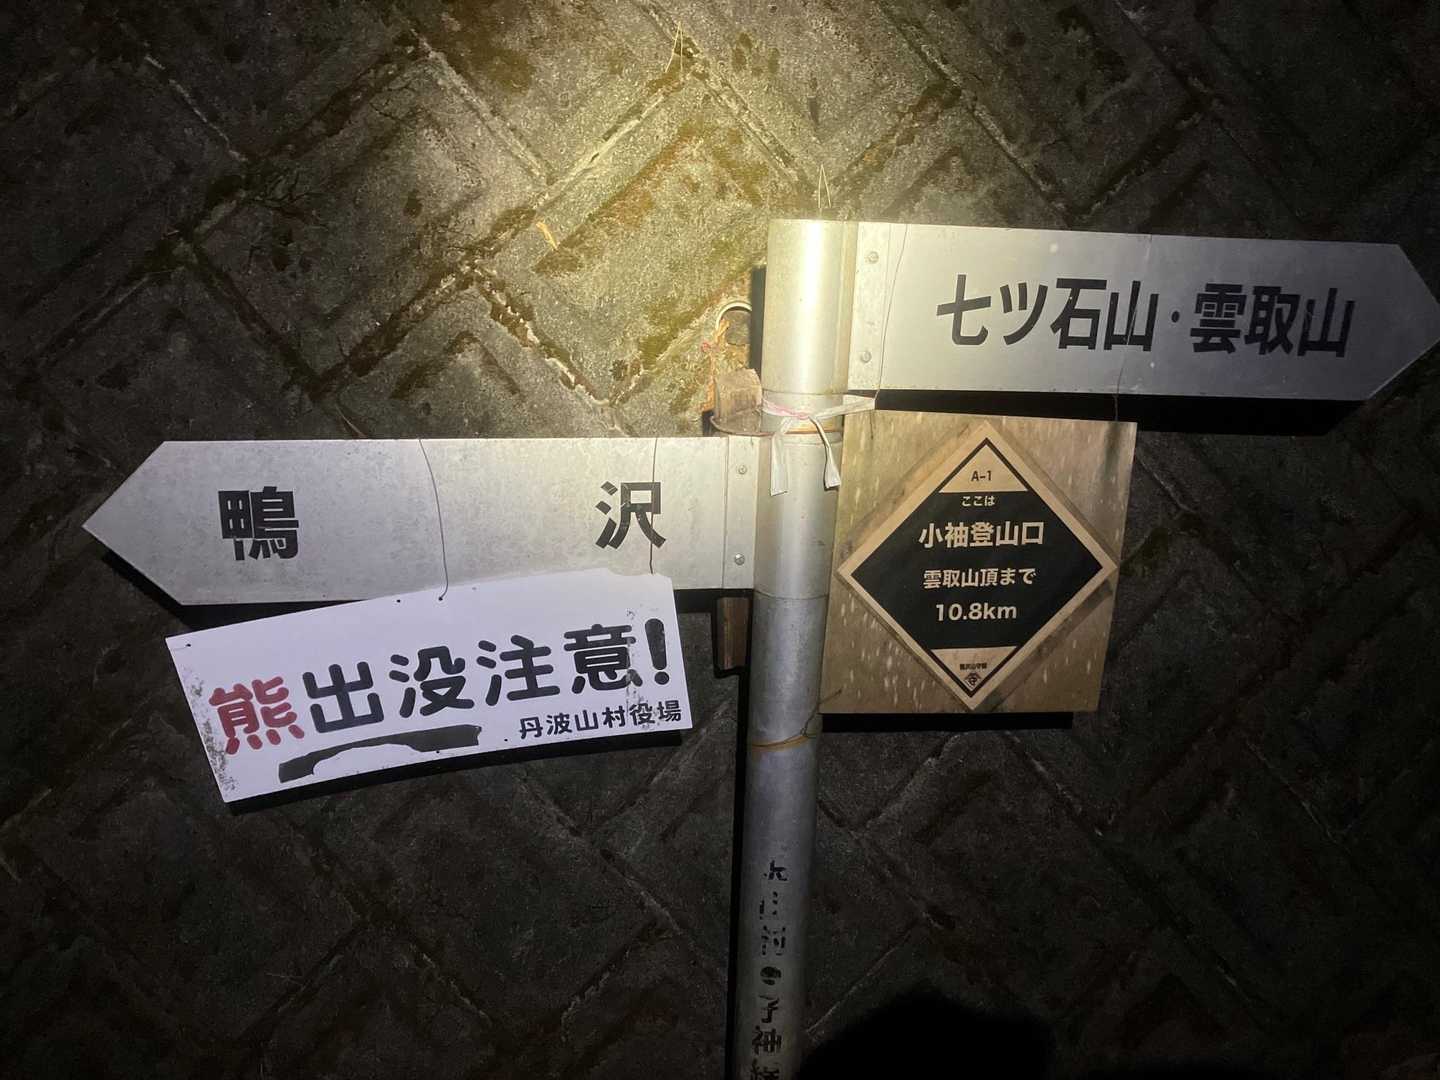 七ツ石山・雲取山
鴨沢
A-1
ここは
小袖登山口
雲取山頂まで
10.8km
熊出没注意!
丹波山村役場